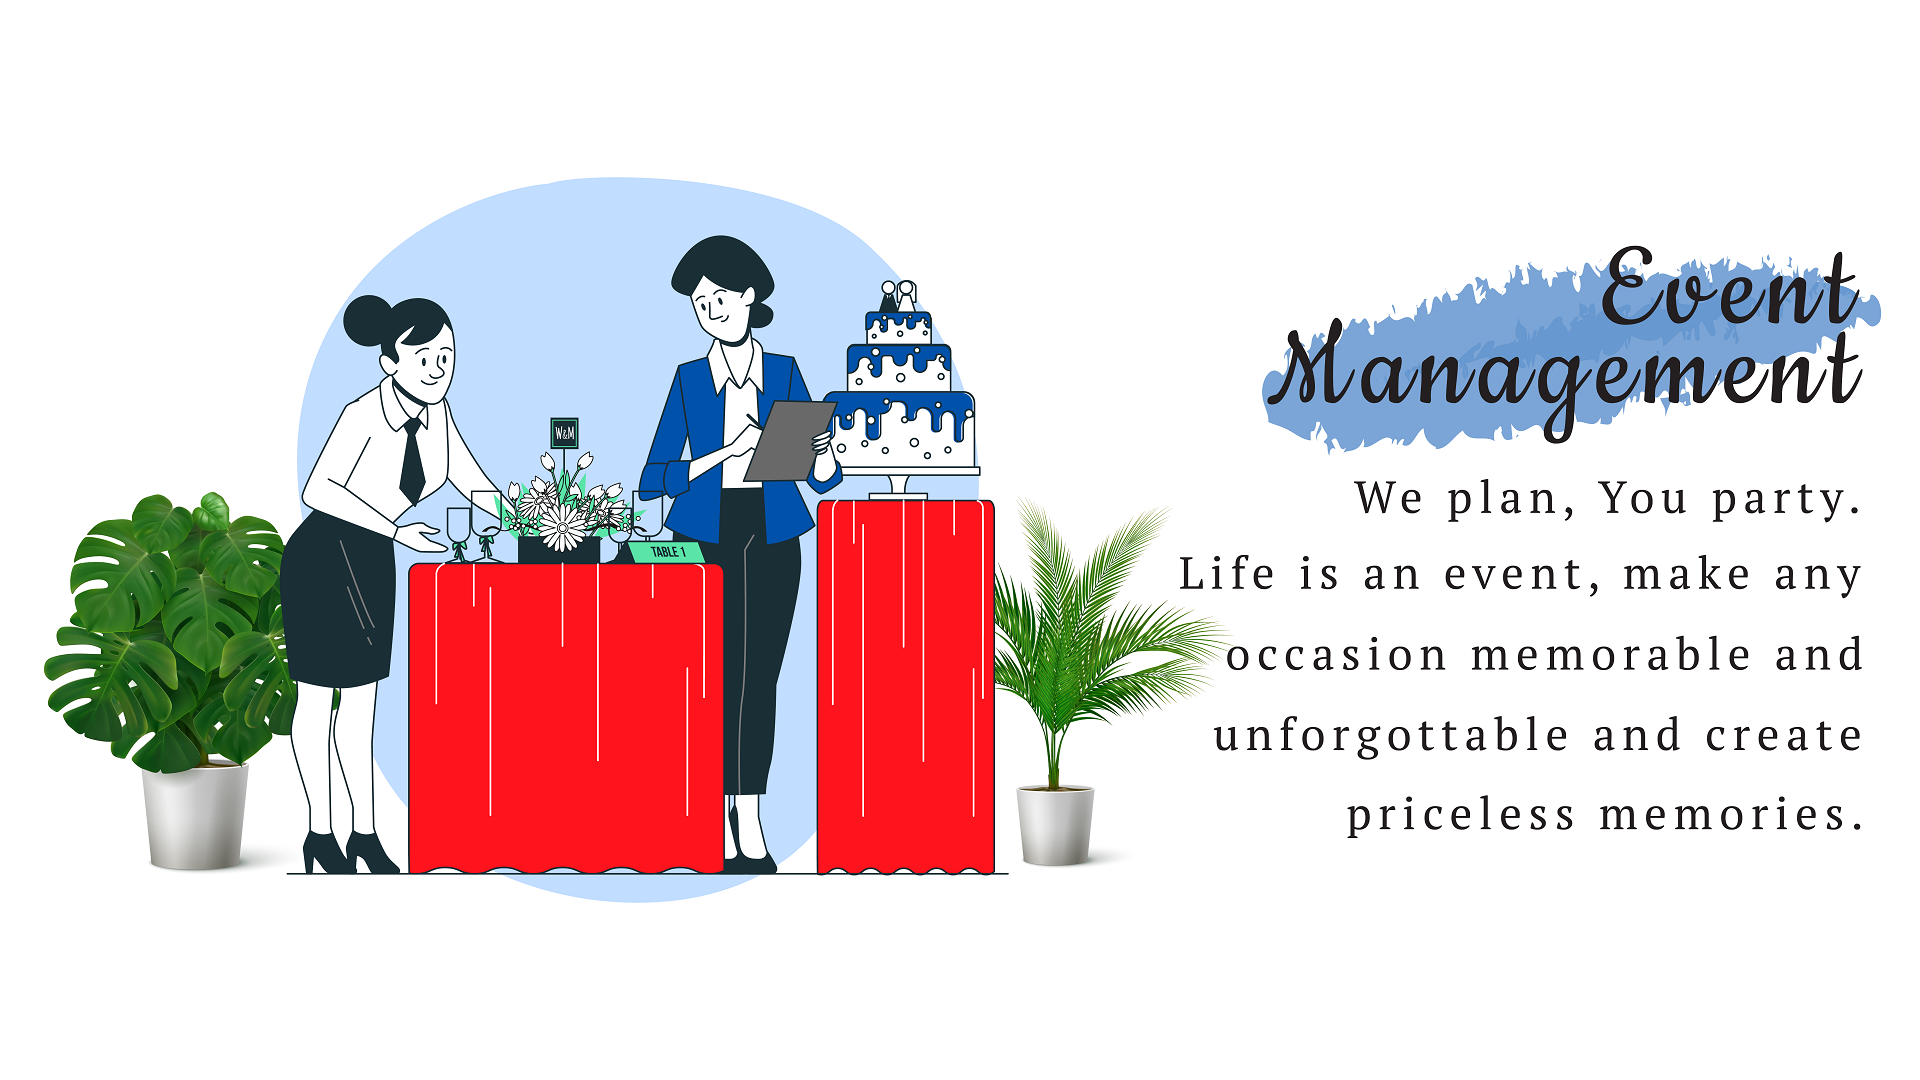 W&M
TABLE 1
Event
Management
We plan, You party.
Life is an event, make any
occasion memorable and
unforgottable and create
priceless memories.